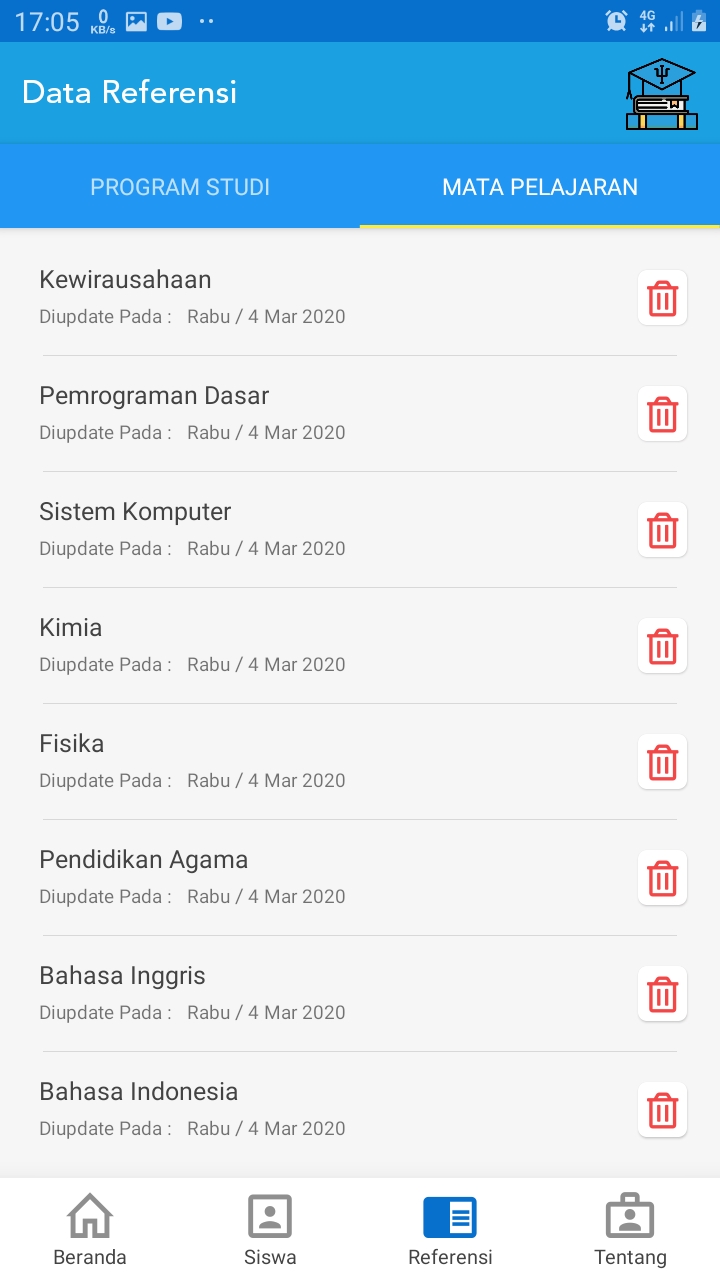 17:05 0 KB/s 4G
Data Referensi
PROGRAM STUDI MATA PELAJARAN
Kewirausahaan
Diupdate Pada : Rabu / 4 Mar 2020
Pemrograman Dasar
Diupdate Pada : Rabu / 4 Mar 2020
Sistem Komputer
Diupdate Pada : Rabu / 4 Mar 2020
Kimia
Diupdate Pada : Rabu / 4 Mar 2020
Fisika
Diupdate Pada : Rabu / 4 Mar 2020
Pendidikan Agama
Diupdate Pada : Rabu / 4 Mar 2020
Bahasa Inggris
Diupdate Pada : Rabu / 4 Mar 2020
Bahasa Indonesia
Diupdate Pada : Rabu / 4 Mar 2020
Beranda Siswa Referensi Tentang